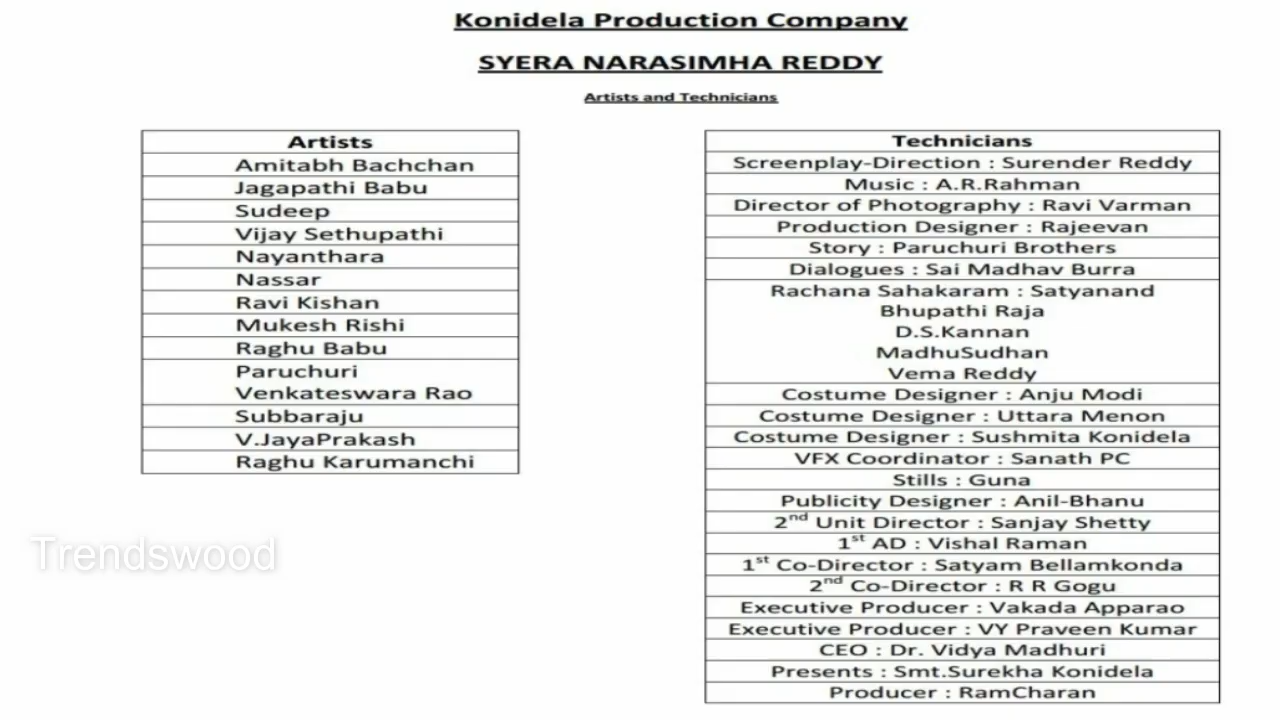 Konidela Production Company
SYERA NARASIMHA REDDY
Artists and Technicians
Artists
Amitabh Bachchan
Jagapathi Babu
Sudeep
Vijay Sethupathi
Nayanthara
Nassar
Ravi Kishan
Mukesh Rishi
Raghu Babu
Paruchuri
Venkateswara Rao
Subbaraju
V.JayaPrakash
Raghu Karumanchi
Technicians
Screenplay-Direction : Surender Reddy
Music : A.R.Rahman
Director of Photography : Ravi Varman
Production Designer : Rajeevan
Story : Paruchuri Brothers
Dialogues : Sai Madhav Burra
Rachana Sahakaram : Satyanand
Bhupathi Raja
D.S.Kannan
MadhuSudhan
Vema Reddy
Costume Designer : Anju Modi
Costume Designer : Uttara Menon
Costume Designer : Sushmita Konidela
VFX Coordinator : Sanath PC
Stills : Guna
Publicity Designer : Anil-Bhanu
2nd Unit Director : Sanjay Shetty
1st AD : Vishal Raman
1st Co-Director : Satyam Bellamkonda
2nd Co-Director : R R Gogu
Executive Producer : Vakada Apparao
Executive Producer : VY Praveen Kumar
CEO : Dr. Vidya Madhuri
Presents : Smt.Surekha Konidela
Producer : RamCharan
Trendswood